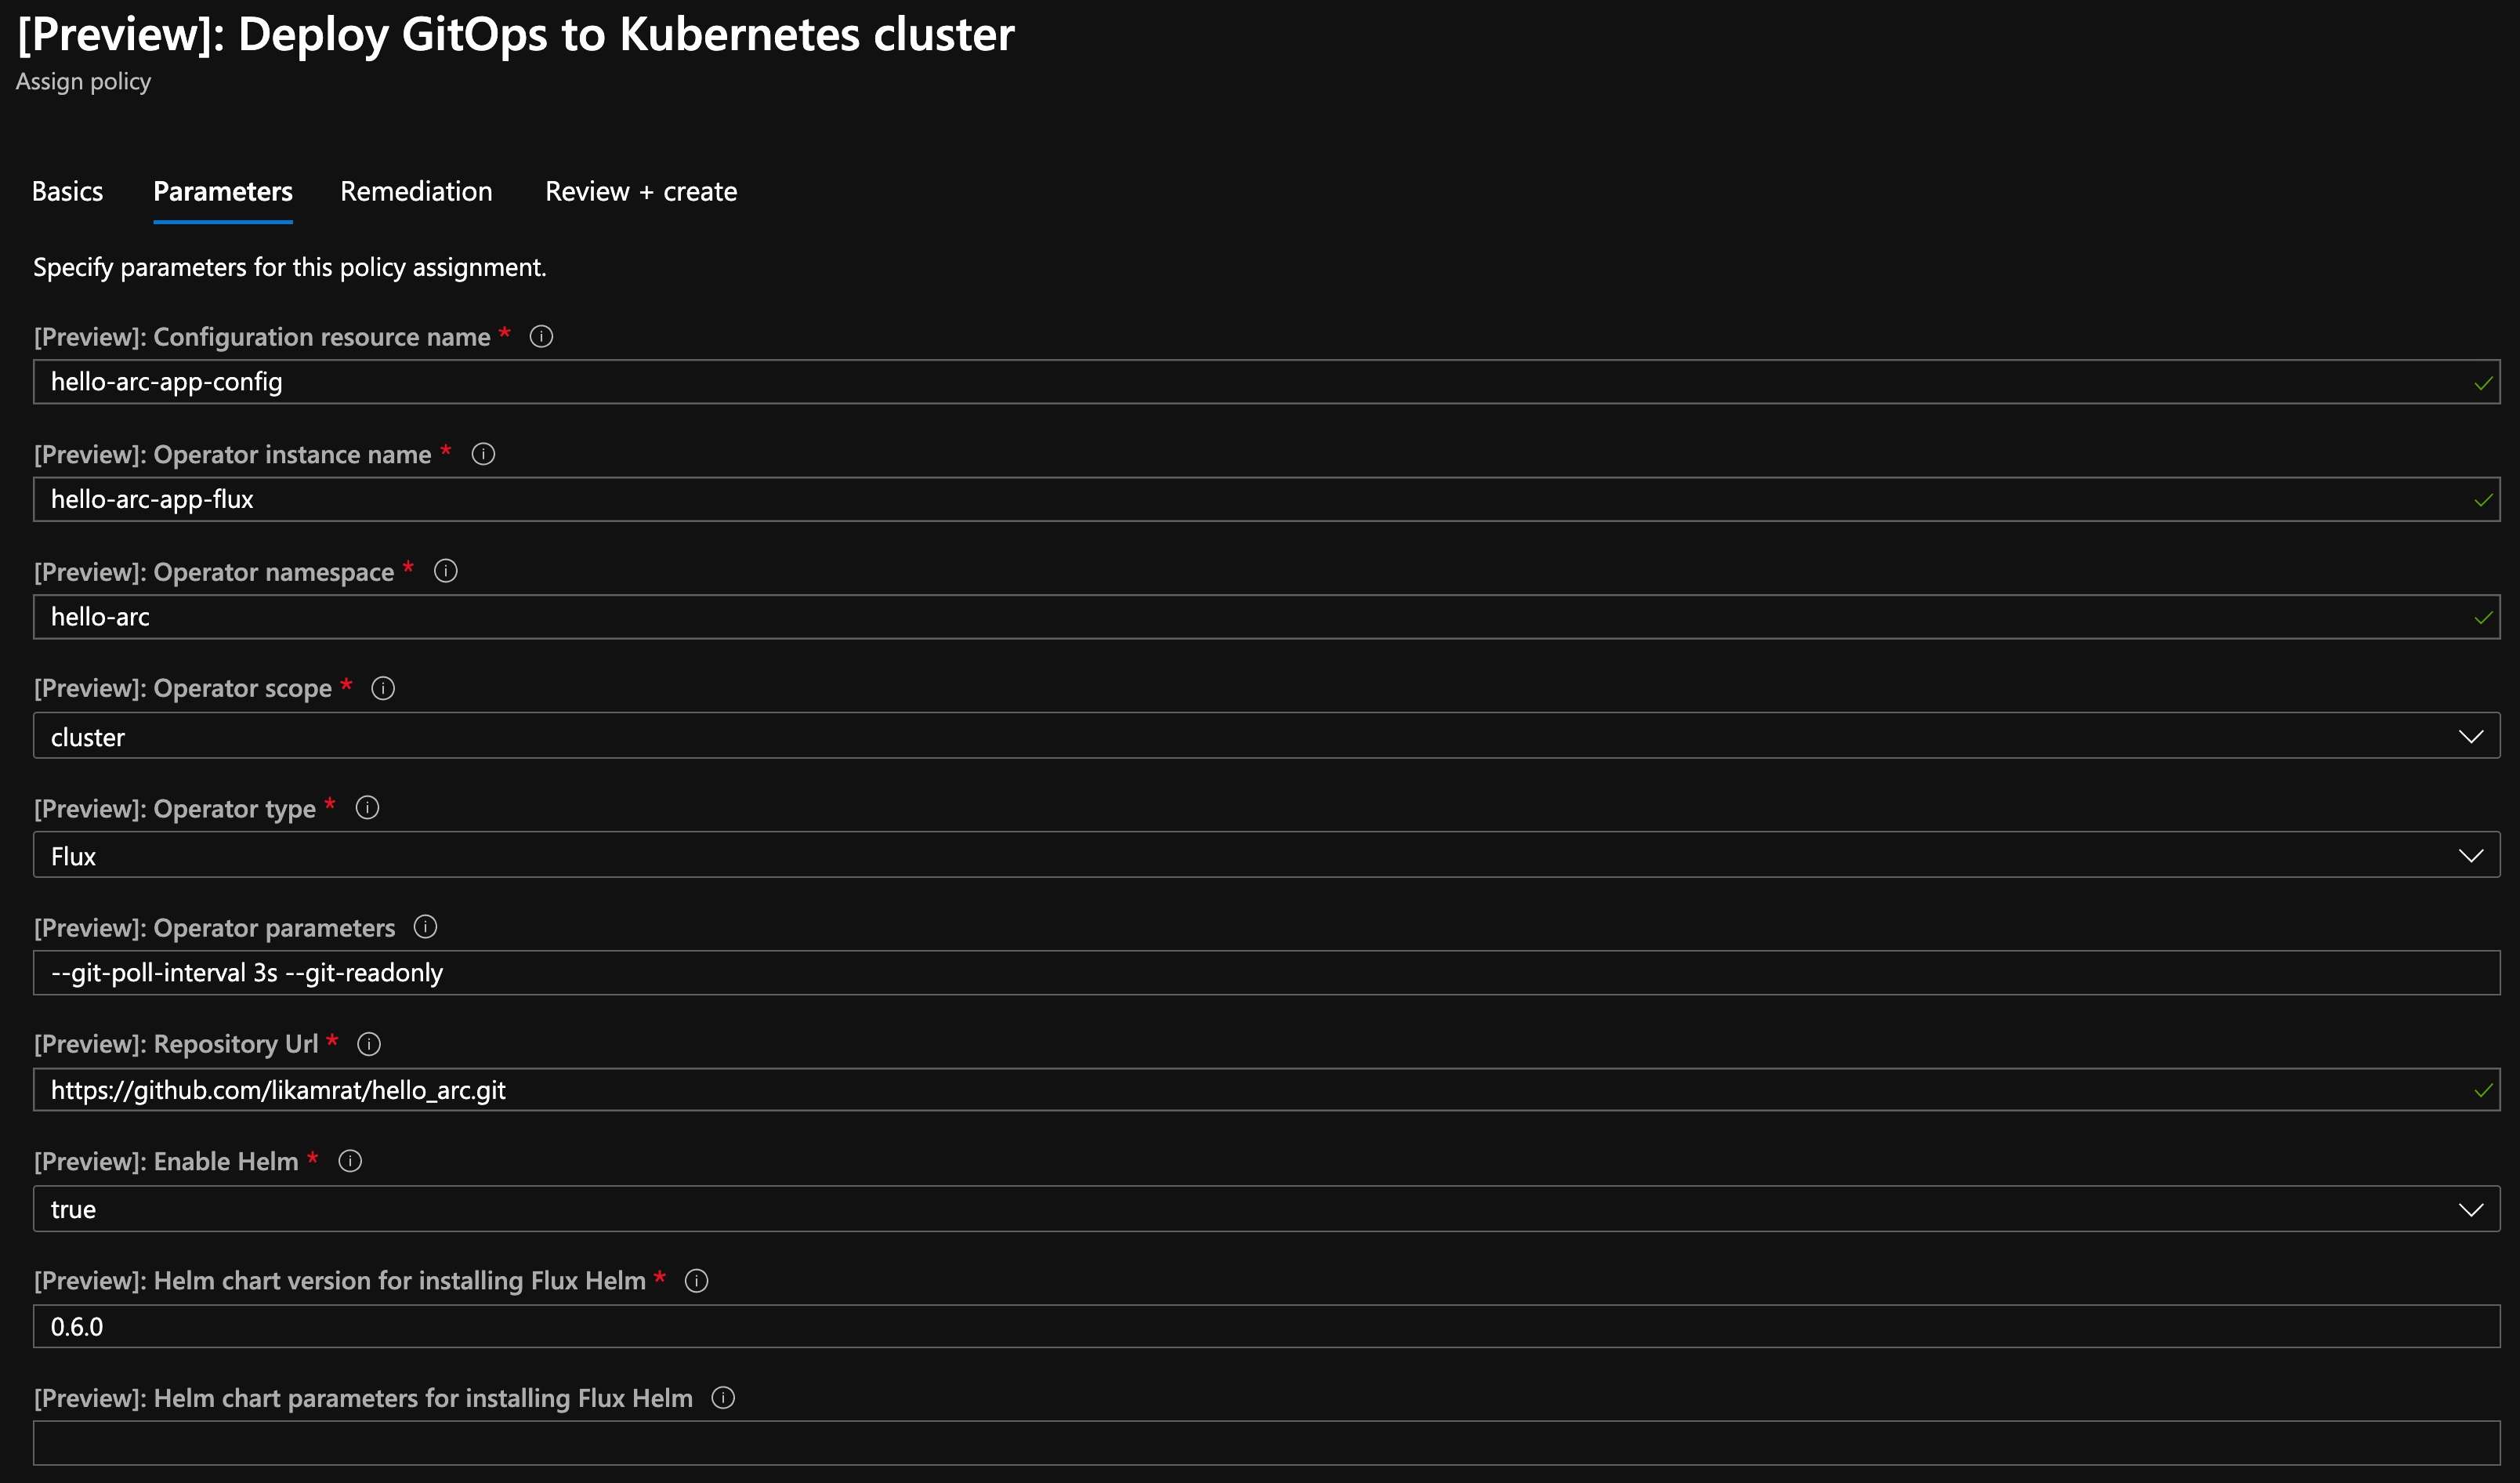 [Preview]: Deploy GitOps to Kubernetes cluster
Assign policy
Basics Parameters Remediation Review + create
Specify parameters for this policy assignment.
[Preview]: Configuration resource name *
hello-arc-app-config
[Preview]: Operator instance name *
hello-arc-app-flux
[Preview]: Operator namespace *
hello-arc
[Preview]: Operator scope *
cluster
[Preview]: Operator type *
Flux
[Preview]: Operator parameters
--git-poll-interval 3s --git-readonly
[Preview]: Repository Url *
https://github.com/likamrat/hello_arc.git
[Preview]: Enable Helm *
true
[Preview]: Helm chart version for installing Flux Helm *
0.6.0
[Preview]: Helm chart parameters for installing Flux Helm